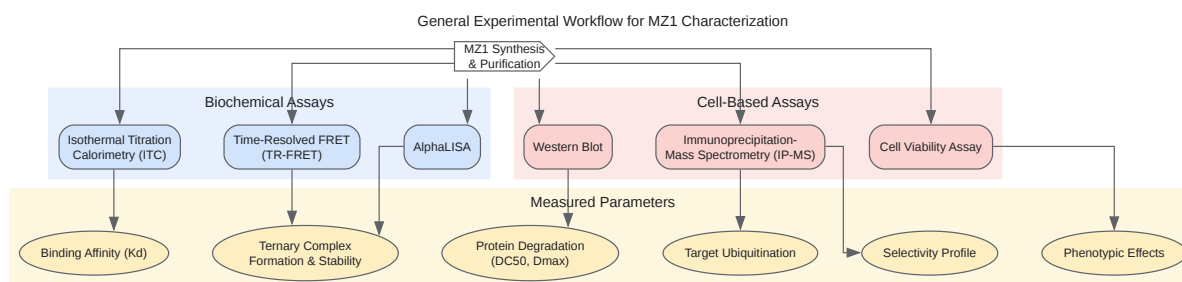 General Experimental Workflow for MZ1 Characterization
MZ1 Synthesis
& Purification
Biochemical Assays
Cell-Based Assays
Isothermal Titration
Calorimetry (ITC)
Time-Resolved FRET
(TR-FRET)
AlphaLISA
Western Blot
Immunoprecipitation-
Mass Spectrometry (IP-MS)
Cell Viability Assay
Measured Parameters
Binding Affinity (Kd)
Ternary Complex
Formation & Stability
Protein Degradation
(DC50, Dmax)
Target Ubiquitination
Selectivity Profile
Phenotypic Effects